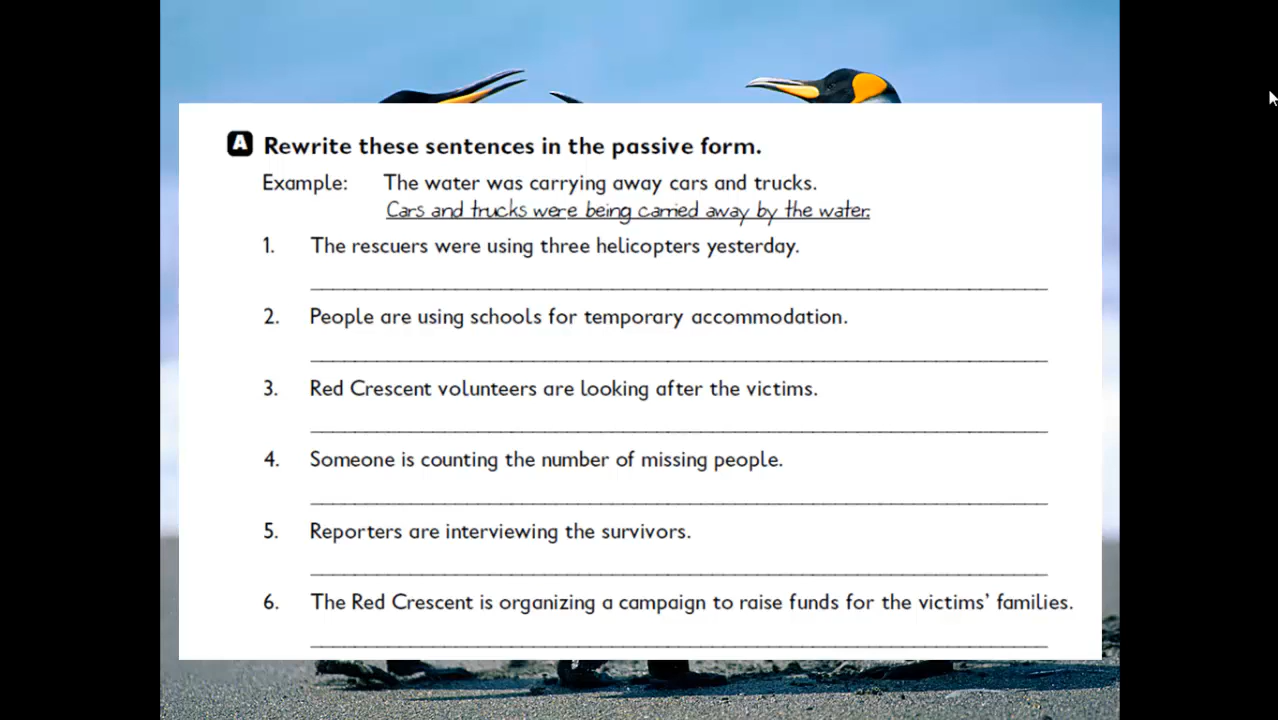 A Rewrite these sentences in the passive form.
Example: The water was carrying away cars and trucks.
Cars and trucks were being carried away by the water.
1. The rescuers were using three helicopters yesterday.
2. People are using schools for temporary accommodation.
3. Red Crescent volunteers are looking after the victims.
4. Someone is counting the number of missing people.
5. Reporters are interviewing the survivors.
6. The Red Crescent is organizing a campaign to raise funds for the victims’ families.